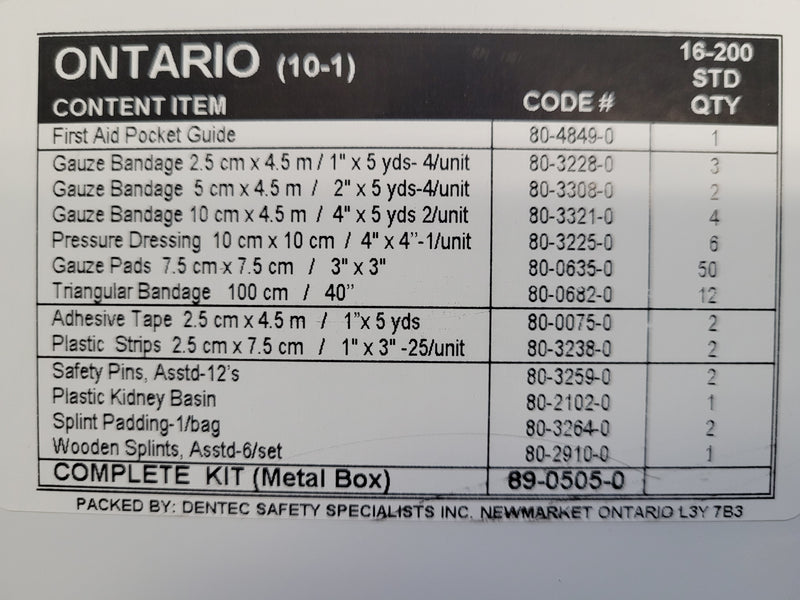 ONTARIO (10-1) 16-200
STD
CONTENT ITEM CODE # QTY
First Aid Pocket Guide 80-4849-0 1
Gauze Bandage 2.5 cm x 4.5 m / 1" x 5 yds- 4/unit 80-3228-0 3
Gauze Bandage 5 cm x 4.5 m / 2" x 5 yds-4/unit 80-3308-0 2
Gauze Bandage 10 cm x 4.5 m / 4" x 5 yds 2/unit 80-3321-0 4
Pressure Dressing 10 cm x 10 cm / 4" x 4"-1/unit 80-3225-0 6
Gauze Pads 7.5 cm x 7.5 cm / 3" x 3" 80-0635-0 50
Triangular Bandage 100 cm / 40" 80-0682-0 12
Adhesive Tape 2.5 cm x 4.5 m / 1"x 5 yds 80-0075-0 2
Plastic Strips 2.5 cm x 7.5 cm / 1" x 3" -25/unit 80-3238-0 2
Safety Pins, Asstd-12's 80-3259-0 2
Plastic Kidney Basin 80-2102-0 1
Splint Padding-1/bag 80-3264-0 2
Wooden Splints, Asstd-6/set 80-2910-0 1
COMPLETE KIT (Metal Box) 89-0505-0
PACKED BY: DENTEC SAFETY SPECIALISTS INC. NEWMARKET ONTARIO L3Y 7B3